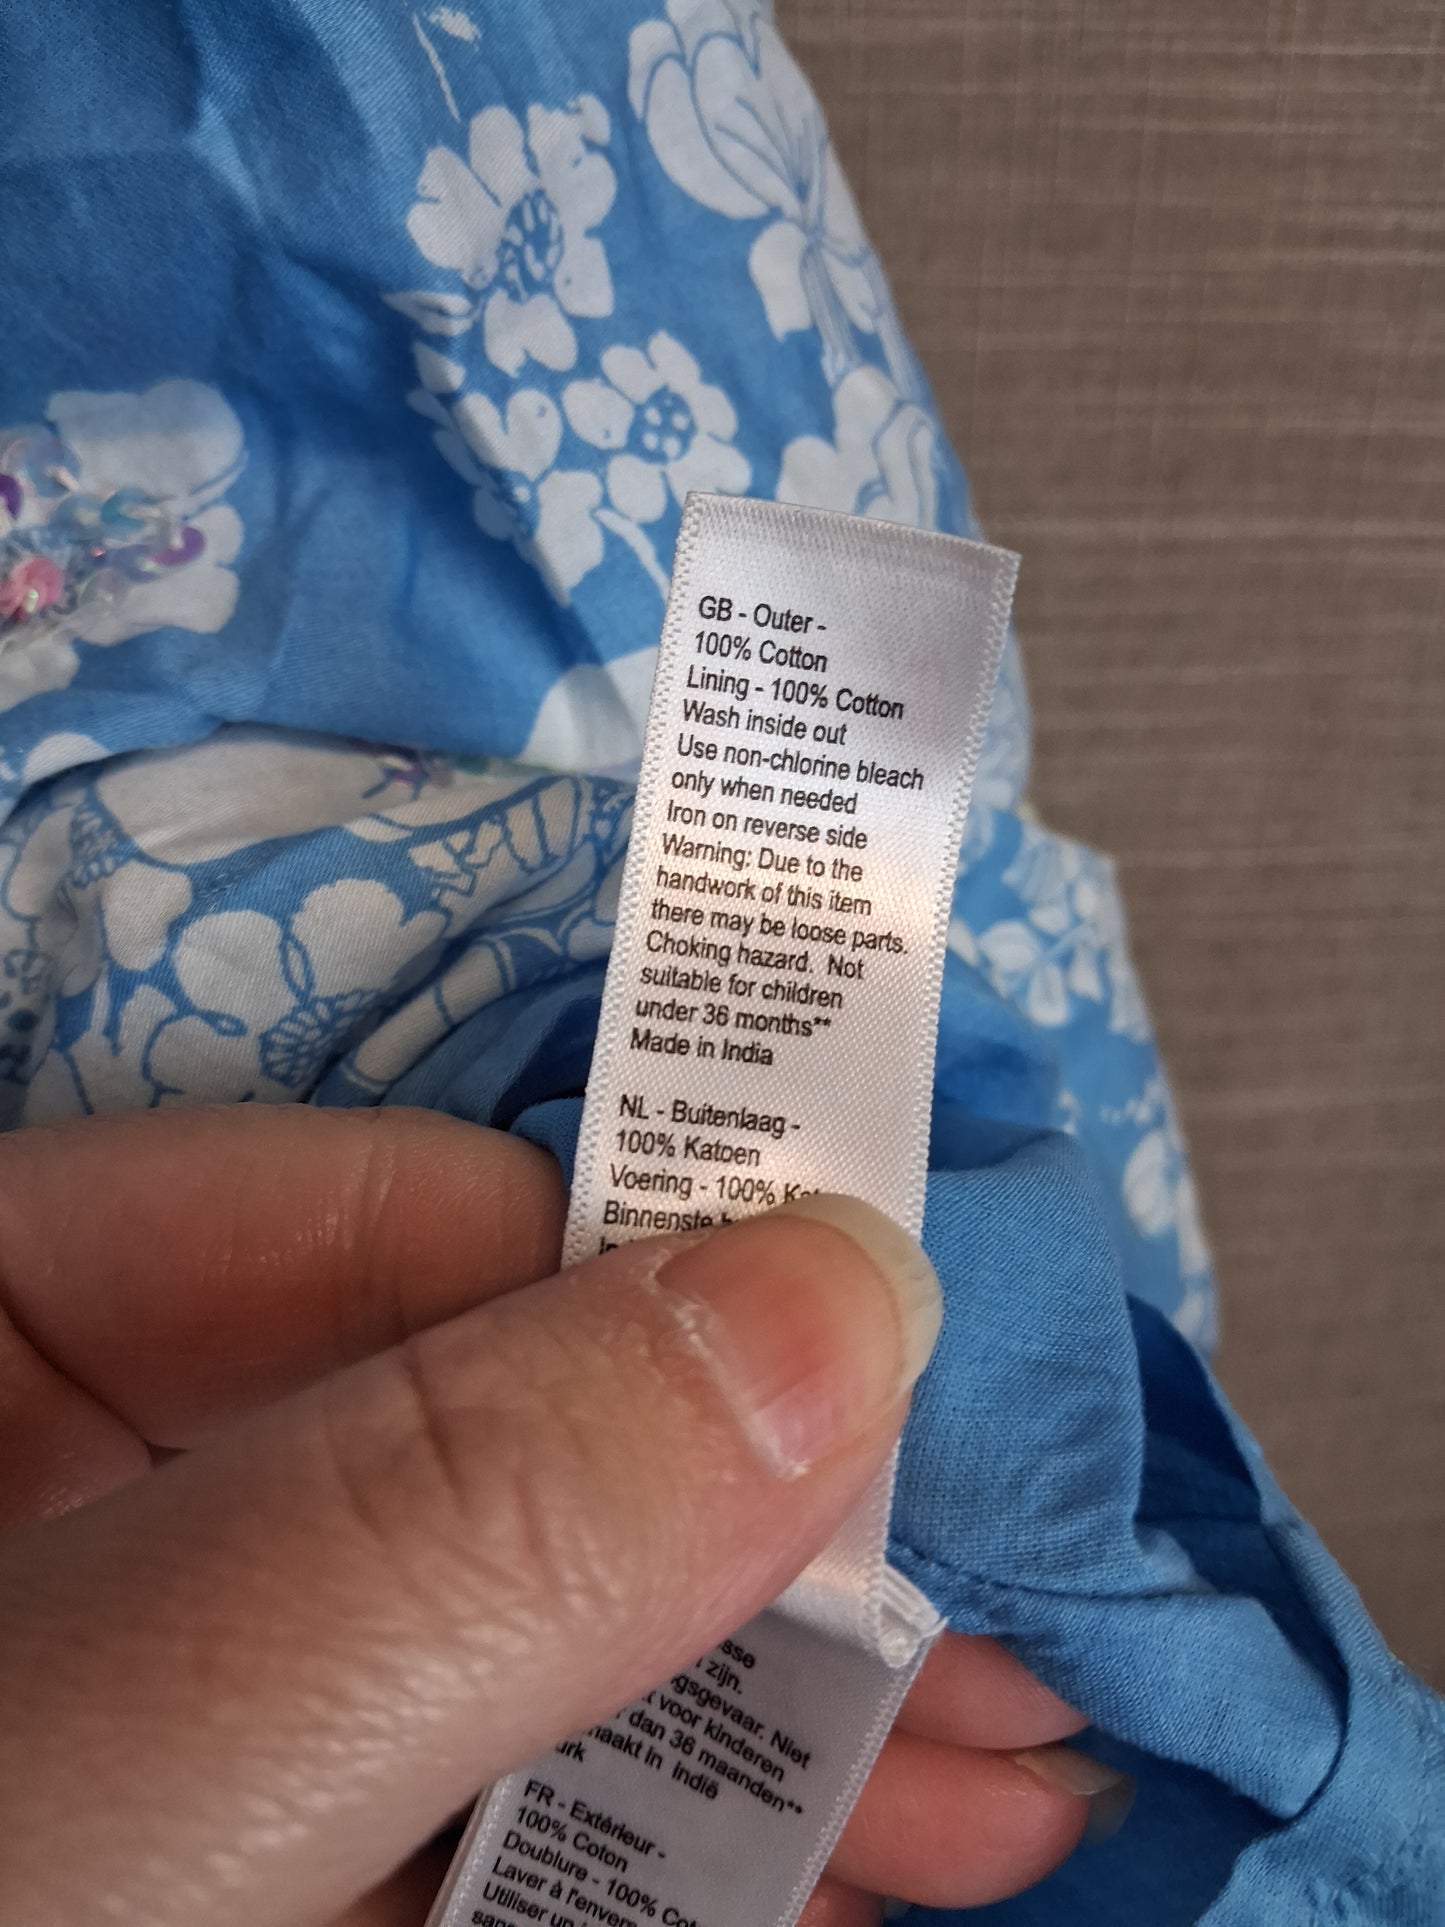 GB - Outer -
100% Cotton
Lining - 100% Cotton
Wash inside out
Use non-chlorine bleach
only when needed
Iron on reverse side
Warning: Due to the
handwork of this item
there may be loose parts.
Choking hazard. Not
suitable for children
under 36 months**
Made in India
NL - Buitenlaag -
100% Katoen
Voering - 100%
Binnenste
zijn.
Niet
voor kinderen
dan 36 maanden**
in Indië
FR - Extérieur -
100% Coton
Doublure - 100%
Laver à
Utiliser